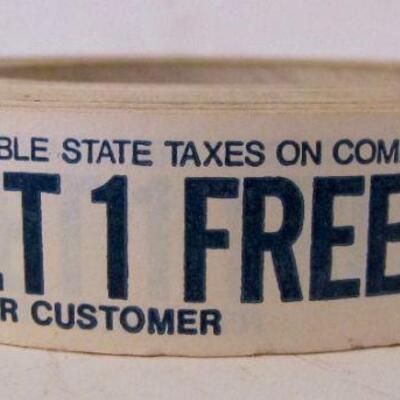 BLE STATE TAXES ON COM
T 1 FREE
R CUSTOMER